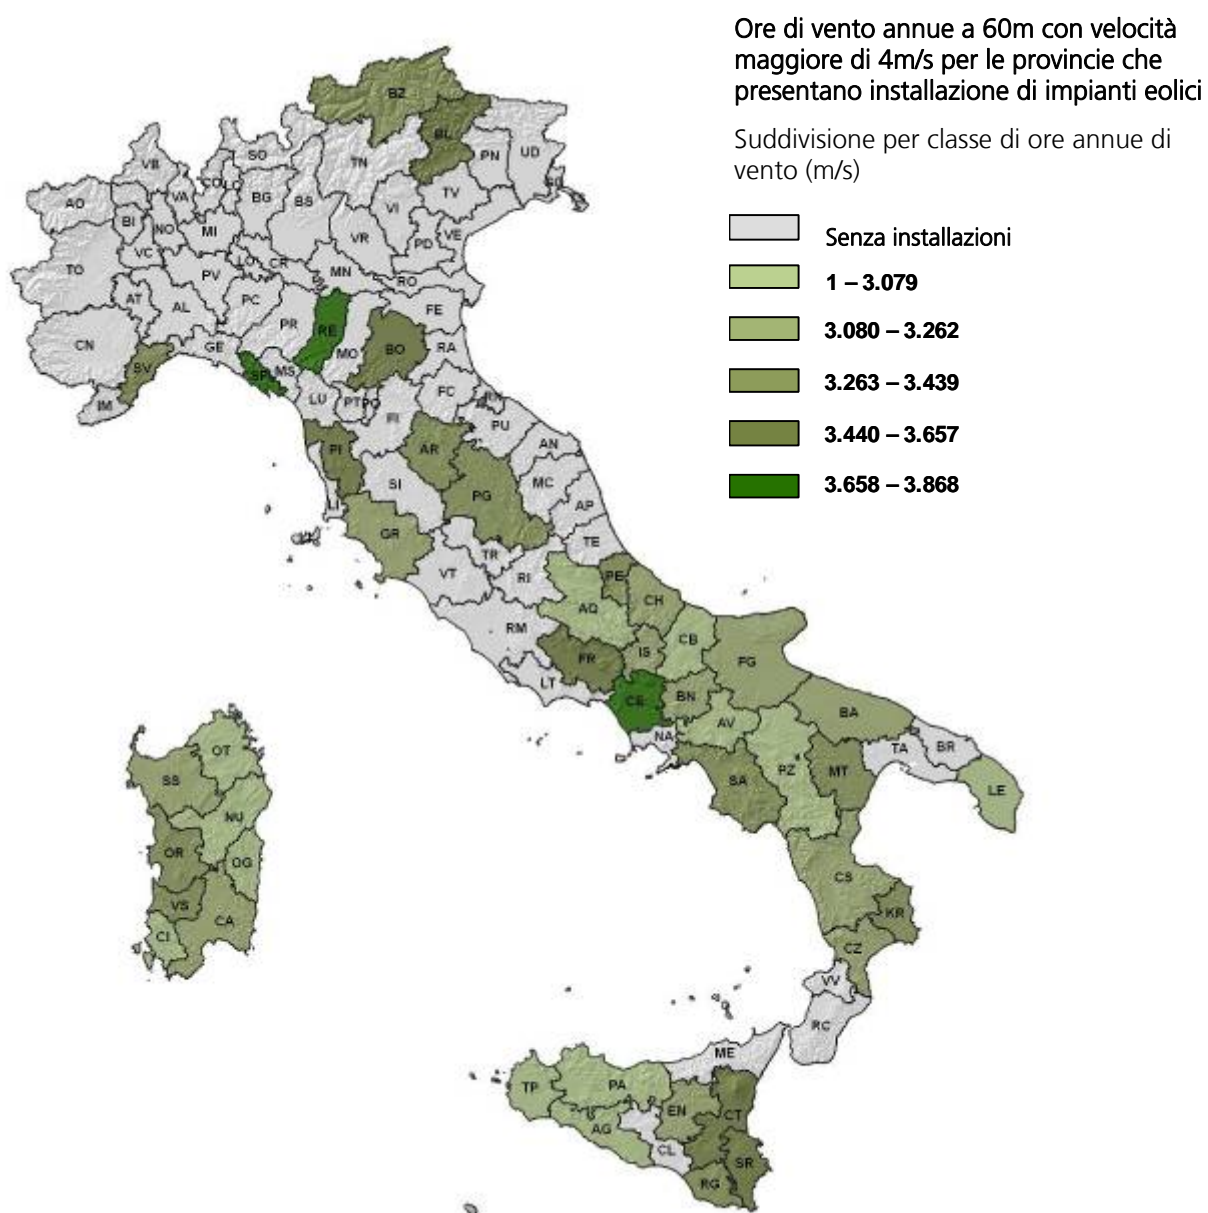 Ore di vento annue a 60m con velocità
maggiore di 4m/s per le provincie che
presentano installazione di impianti eolici
Suddivisione per classe di ore annue di
vento (m/s)
Senza installazioni
1 – 3.079
3.080 – 3.262
3.263 – 3.439
3.440 – 3.657
3.658 – 3.868
BZ
BL
SO
TN
PN
UD
VB
CO
LC
GO
AO
VA
BG
BS
TV
BI
NO
MI
VI
VR
PD
VE
VC
TO
LO
CR
MN
RO
PV
AT
AL
PC
PR
RE
MO
BO
FE
CN
GE
RA
SV
SP
MS
IM
LU
PT
PO
FI
FC
RN
PU
PI
AR
AN
SI
PG
MC
LI
AP
GR
TE
TR
VT
RI
PE
AQ
CH
RM
CB
IS
FR
FG
LT
CE
BN
BA
NA
AV
TA
BR
OT
SS
PZ
MT
SA
LE
NU
OR
OG
CS
VS
CA
KR
CI
CZ
VV
RC
ME
TP
PA
EN
CT
AG
CL
SR
RG